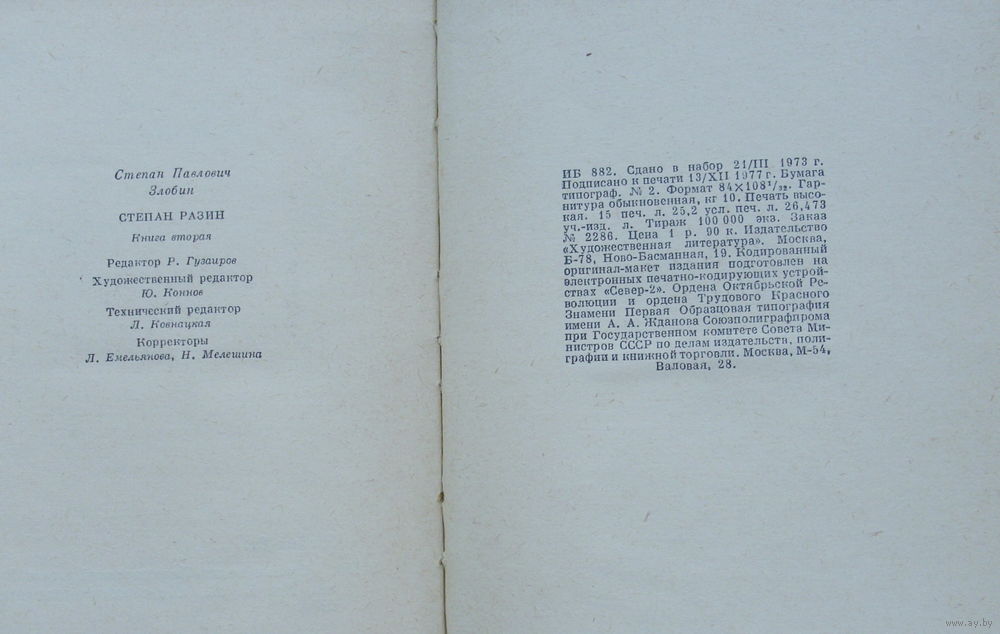 Степан Павлович
Злобин
СТЕПАН РАЗИН
Книга вторая
Редактор Р. Гузаиров
Художественный редактор
Ю. Коннов
Технический редактор
Л. Ковнацкая
Корректоры
Л. Емельянова, Н. Мелешина
ИБ 882. Сдано в набор 21/III 1973 г.
Подписано к печати 13/XII 1977 г. Бумага
типограф. № 2. Формат 84×108¹/₃₂. Гар-
нитура обыкновенная, кг 10. Печать высо-
кая. 15 печ. л. 25,2 усл. печ. л. 26,473
уч.-изд. л. Тираж 100 000 экз. Заказ
№ 2286. Цена 1 р. 90 к. Издательство
«Художественная литература». Москва,
Б-78, Ново-Басманная, 19. Кодированный
оригинал-макет издания подготовлен на
электронных печатно-кодирующих устрой-
ствах «Север-2». Ордена Октябрьской Ре-
волюции и ордена Трудового Красного
Знамени Первая Образцовая типография
имени А. А. Жданова Союзполиграфпрома
при Государственном комитете Совета Ми-
нистров СССР по делам издательств, поли-
графии и книжной торговли. Москва, М-54,
Валовая, 28.
www.ay.by